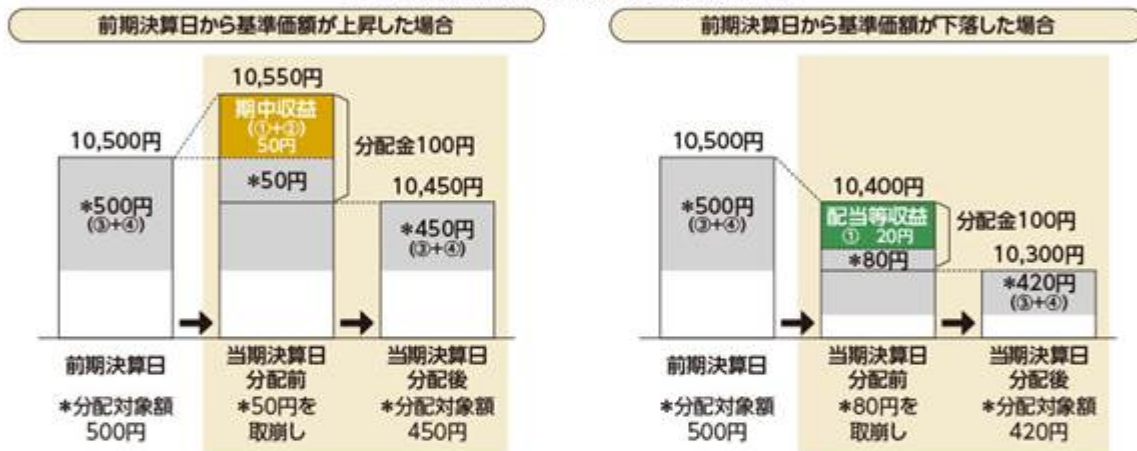 前期決算日から基準価額が上昇した場合
10,550円
期中収益
(①+②)
50円
10,500円
分配金100円
*50円
10,450円
*500円
(③+④)
*450円
(③+④)
前期決算日
当期決算日
分配前
当期決算日
分配後
*分配対象額
500円
*50円を
取崩し
*分配対象額
450円
前期決算日から基準価額が下落した場合
10,500円
10,400円
*500円
(③+④)
配当等収益
① 20円
分配金100円
*80円
10,300円
*420円
(③+④)
前期決算日
当期決算日
分配前
当期決算日
分配後
*分配対象額
500円
*80円を
取崩し
*分配対象額
420円